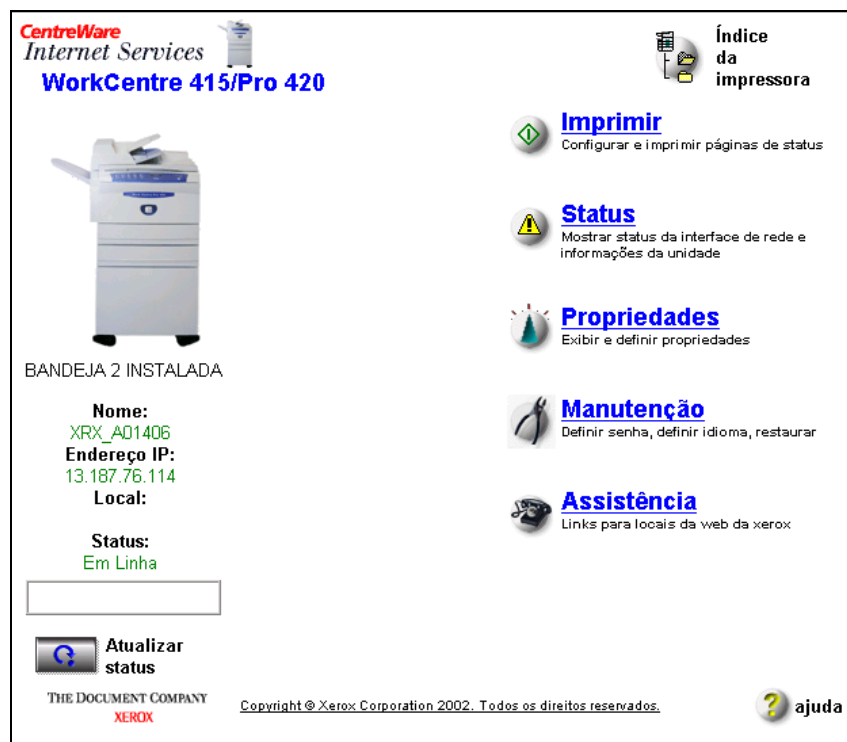 CentreWare
Internet Services
WorkCentre 415/Pro 420
Índice
da
impressora
Imprimir
Configurar e imprimir páginas de status
Status
Mostrar status da interface de rede e
informações da unidade
Propriedades
Exibir e definir propriedades
Manutenção
Definir senha, definir idioma, restaurar
Assistência
Links para locais da web da xerox
BANDEJA 2 INSTALADA
Nome:
XRX_A01406
Endereço IP:
13.187.76.114
Local:
Status:
Em Linha
Atualizar
status
THE DOCUMENT COMPANY
XEROX
Copyright © Xerox Corporation 2002. Todos os direitos reservados.
ajuda